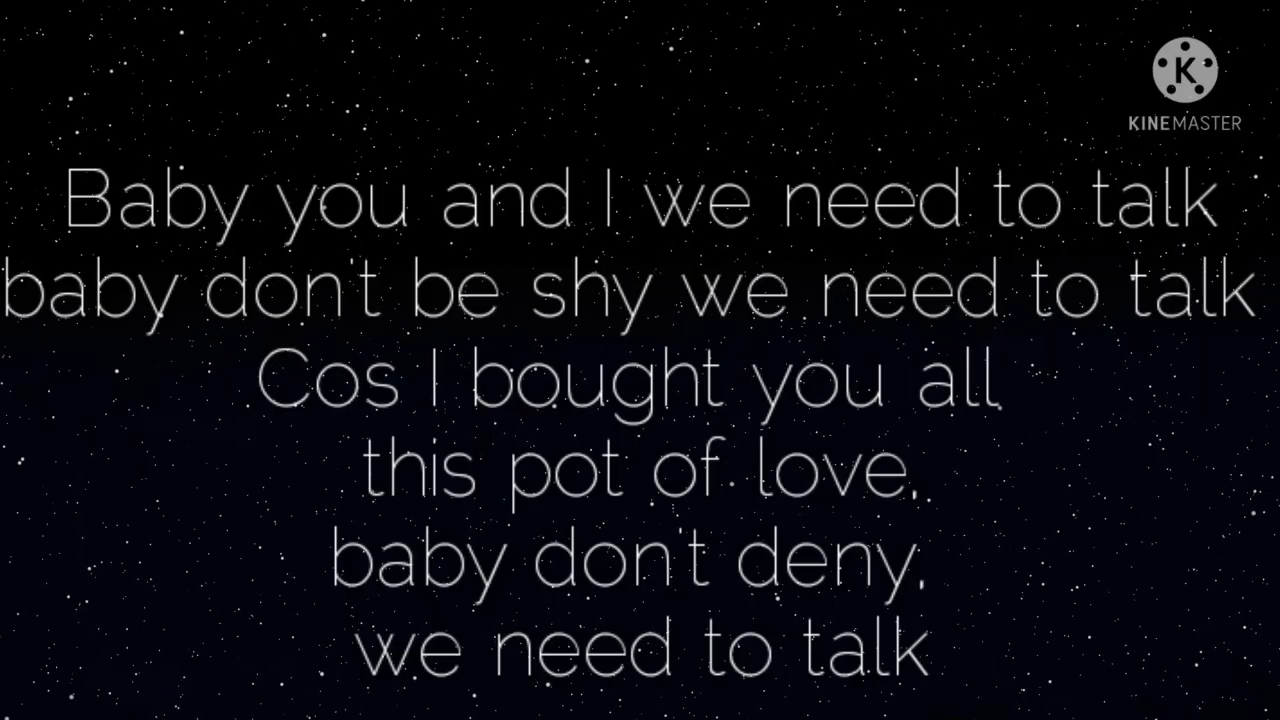 K
KINEMASTER
Baby you and I we need to talk
baby don't be shy we need to talk
Cos I bought you all
this pot of love,
baby don't deny,
we need to talk